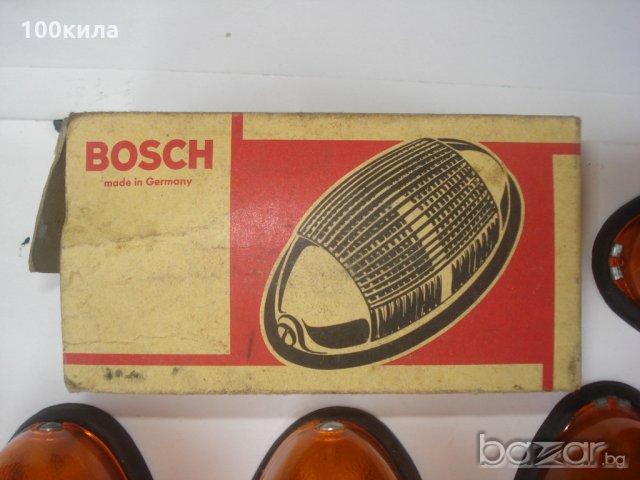 100кила
BOSCH
made in Germany
bazar.bg